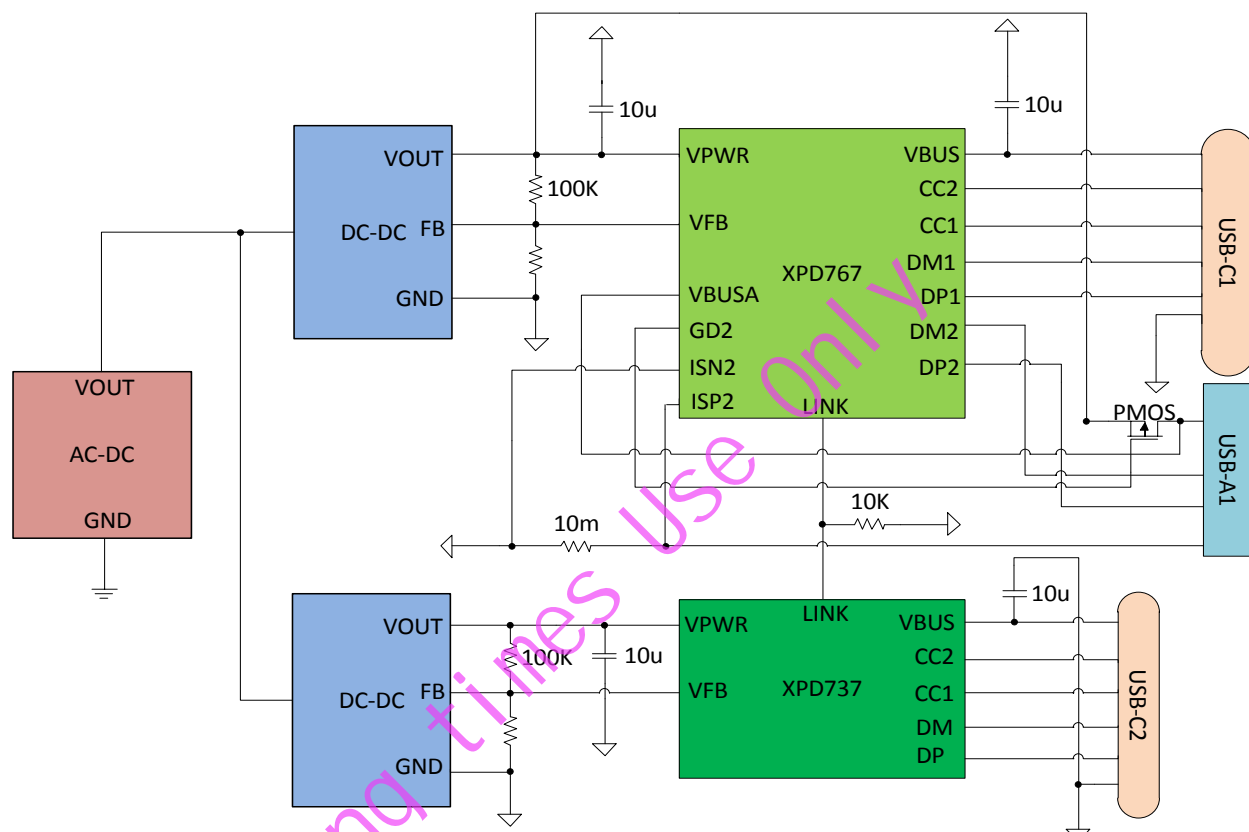 VOUT
AC-DC
GND
VOUT
DC-DC
FB
GND
100K
10u
VPWR
VFB
VBUSA
GD2
ISN2
ISP2
XPD767
LINK
VBUS
CC2
CC1
DM1
DP1
DM2
DP2
10u
USB-C1
PMOS
USB-A1
10m
10K
VOUT
DC-DC
FB
GND
100K
10u
VPWR
VFB
LINK
XPD737
VBUS
CC2
CC1
DM
DP
10u
USB-C2
times Use Only